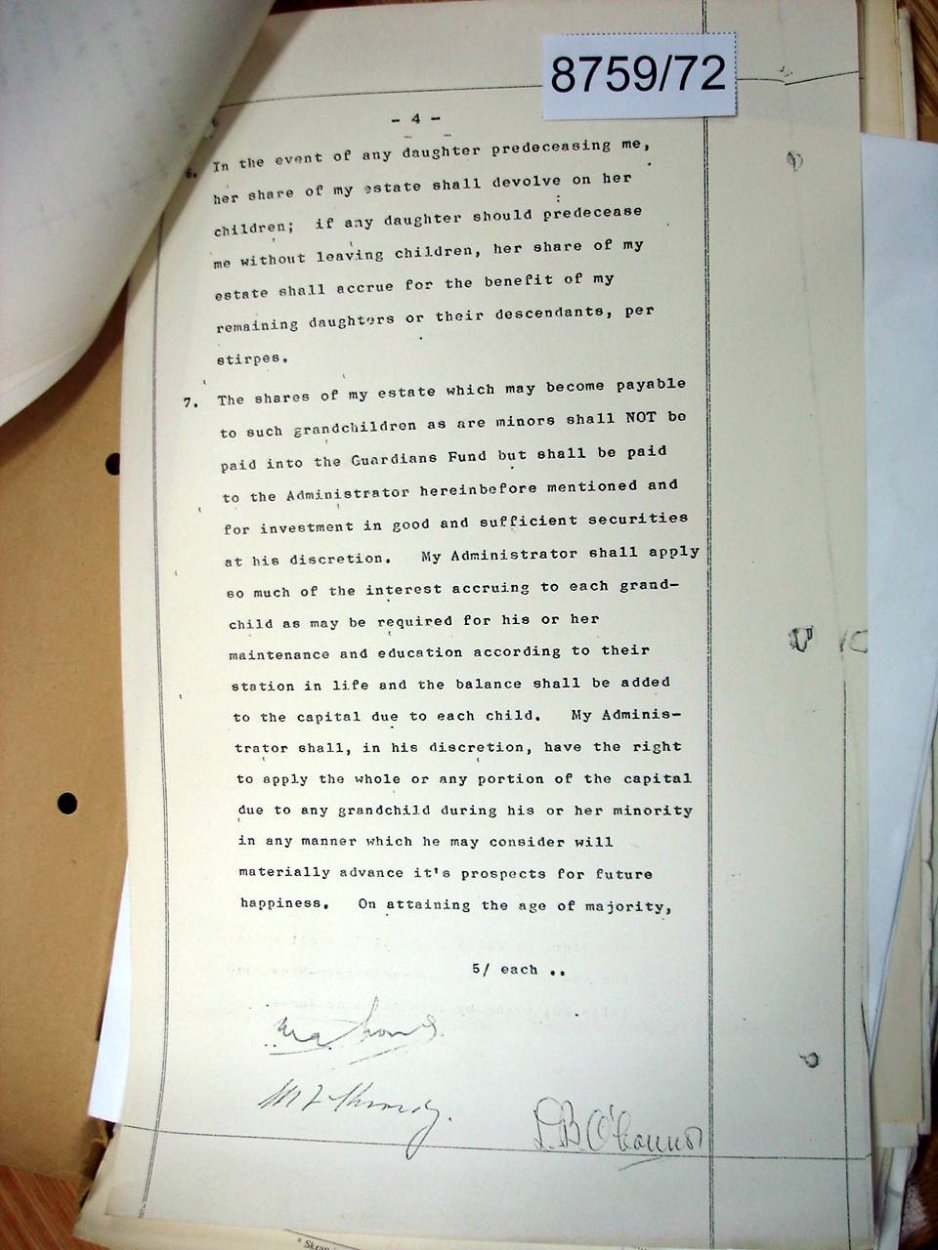 8759/72
- 4 -
6. In the event of any daughter predeceasing me,
her share of my estate shall devolve on her
children; if any daughter should predecease
me without leaving children, her share of my
estate shall accrue for the benefit of my
remaining daughters or their descendants, per
stirpes.
7. The shares of my estate which may become payable
to such grandchildren as are minors shall NOT be
paid into the Guardians Fund but shall be paid
to the Administrator hereinbefore mentioned and
for investment in good and sufficient securities
at his discretion. My Administrator shall apply
so much of the interest accruing to each grand-
child as may be required for his or her
maintenance and education according to their
station in life and the balance shall be added
to the capital due to each child. My Adminis-
trator shall, in his discretion, have the right
to apply the whole or any portion of the capital
due to any grandchild during his or her minority
in any manner which he may consider will
materially advance it's prospects for future
happiness. On attaining the age of majority,
5/ each ..
B. O'Connor